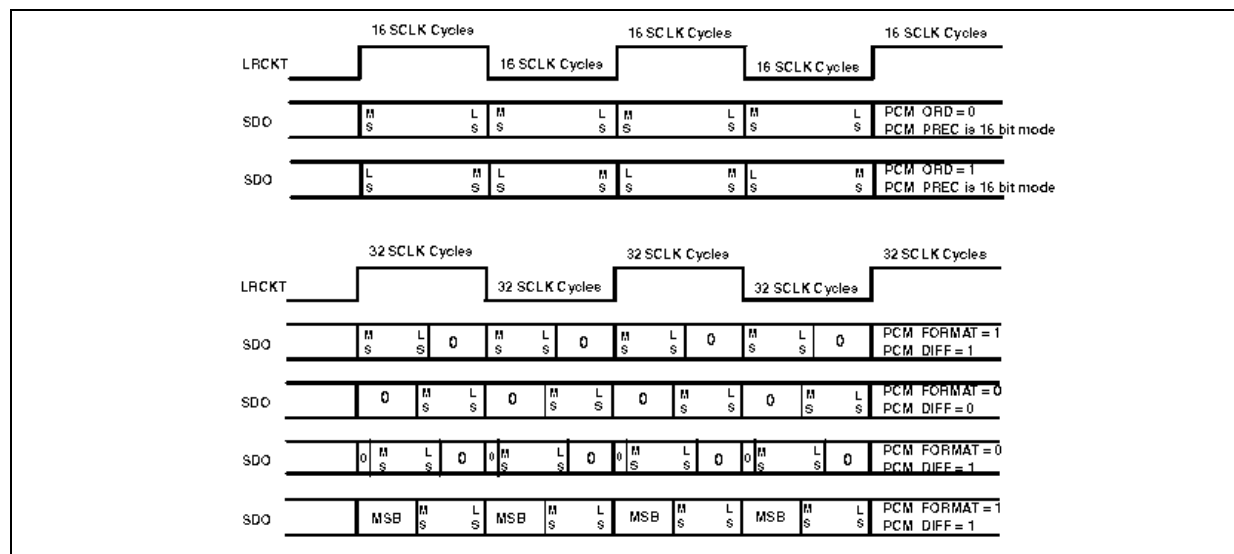 16 SCLK Cycles 16 SCLK Cycles 16 SCLK Cycles
LRCKT 16 SCLK Cycles 16 SCLK Cycles
SDO M S L S M S L S M S L S M S L S PCM ORD = 0
PCM PREC is 16 bit mode
SDO L S M S L S M S L S M S L S M S PCM ORD = 1
PCM PREC is 16 bit mode
32 SCLK Cycles 32 SCLK Cycles 32 SCLK Cycles
LRCKT 32 SCLK Cycles 32 SCLK Cycles
SDO M S L S 0 M S L S 0 M S L S 0 M S L S 0 PCM FORMAT = 1
PCM DIFF = 1
SDO 0 M S L S 0 M S L S 0 M S L S 0 M S L S PCM FORMAT = 0
PCM DIFF = 0
SDO 0 M S L S 0 0 M S L S 0 0 M S L S 0 0 M S L S 0 PCM FORMAT = 0
PCM DIFF = 1
SDO MSB M S L S MSB M S L S MSB M S L S MSB M S L S PCM FORMAT = 1
PCM DIFF = 1